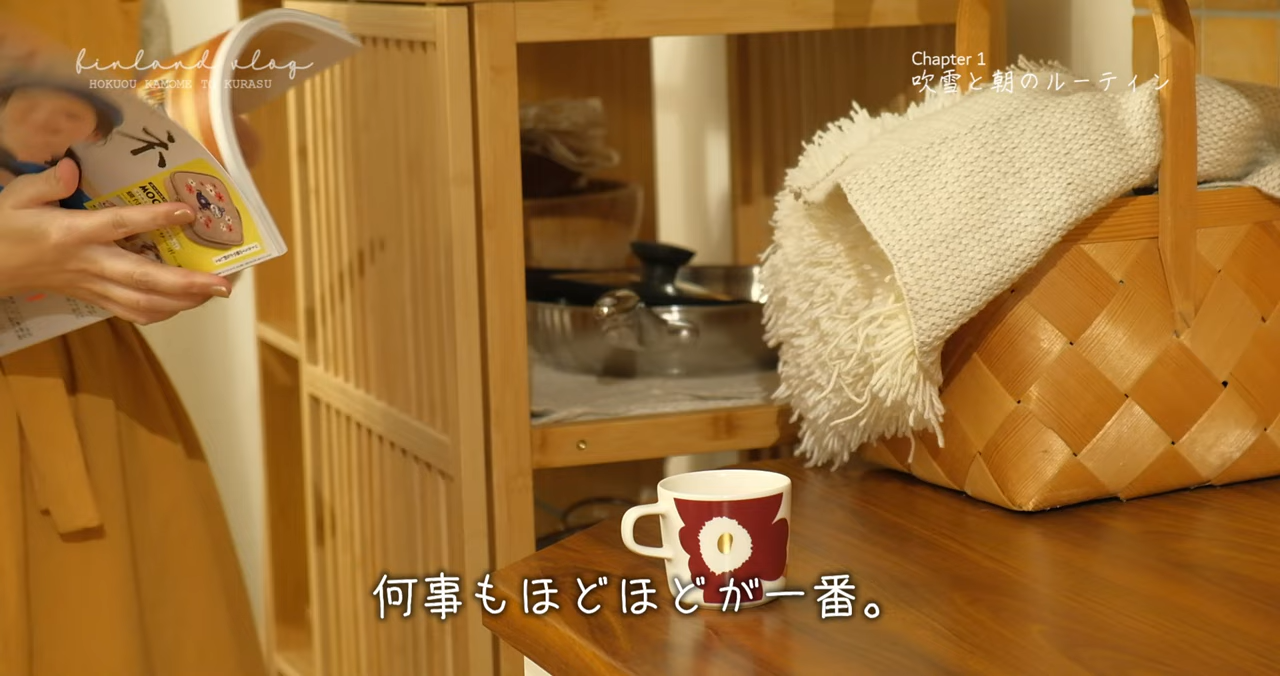 finland vlog
HOKUOU KAMOME TO KURASU
Chapter 1
吹雪と朝のルーティン
何事もほどほどが一番。